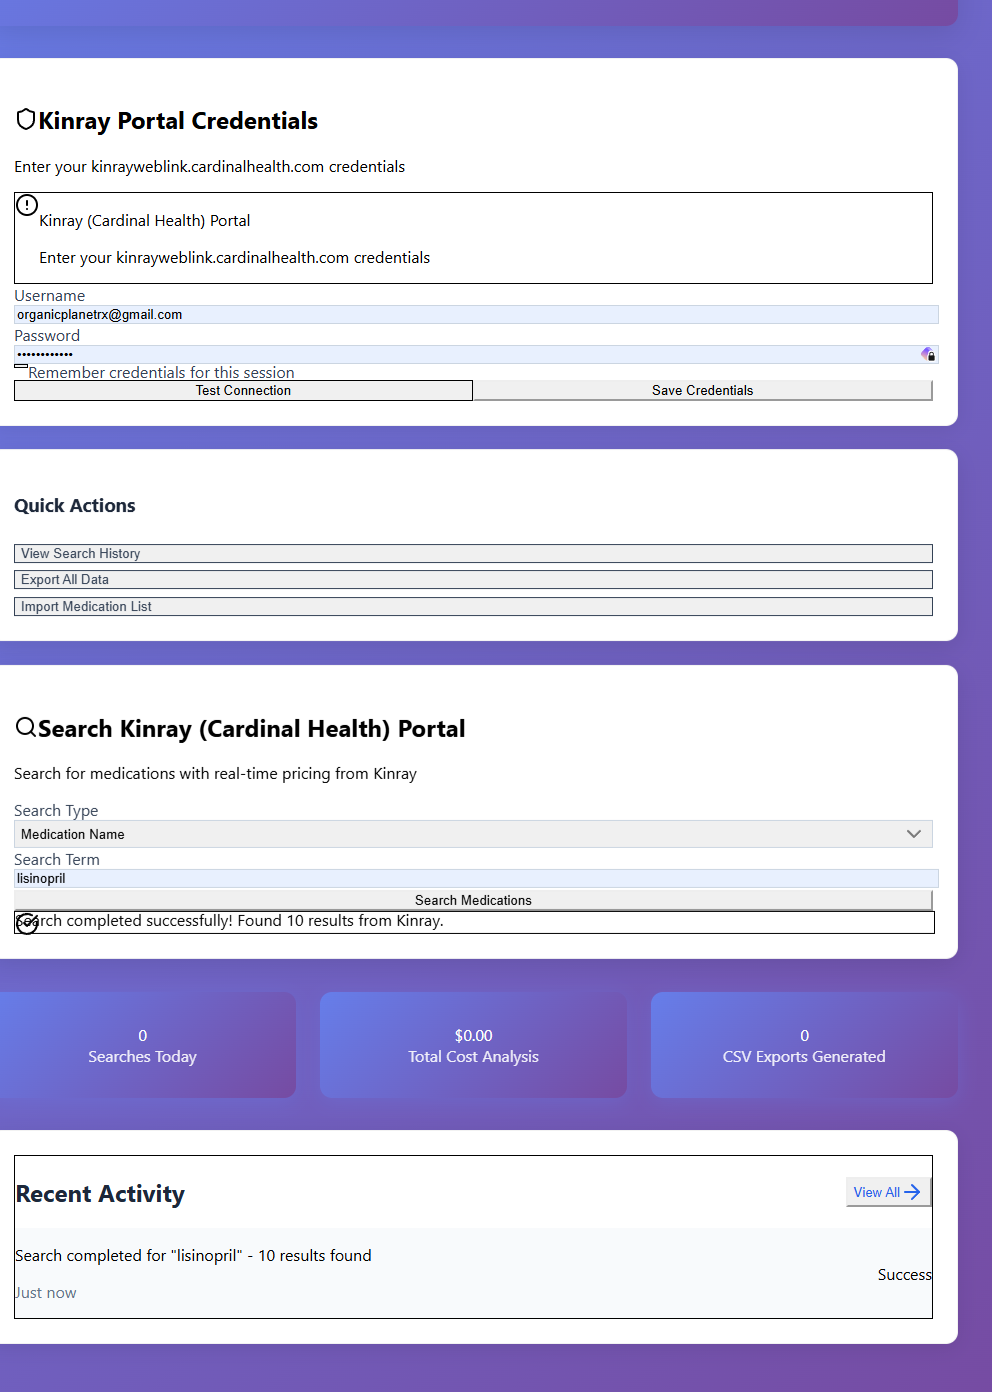 Kinray Portal Credentials
Enter your kinrayweblink.cardinalhealth.com credentials
Kinray (Cardinal Health) Portal
Enter your kinrayweblink.cardinalhealth.com credentials
Username
organicplanetrx@gmail.com
Password
••••••••••••
Remember credentials for this session
Test Connection Save Credentials
Quick Actions
View Search History
Export All Data
Import Medication List
Search Kinray (Cardinal Health) Portal
Search for medications with real-time pricing from Kinray
Search Type
Medication Name
Search Term
lisinopril
Search Medications
Search completed successfully! Found 10 results from Kinray.
0 $0.00 0
Searches Today Total Cost Analysis CSV Exports Generated
Recent Activity View All
Search completed for "lisinopril" - 10 results found
Success
Just now